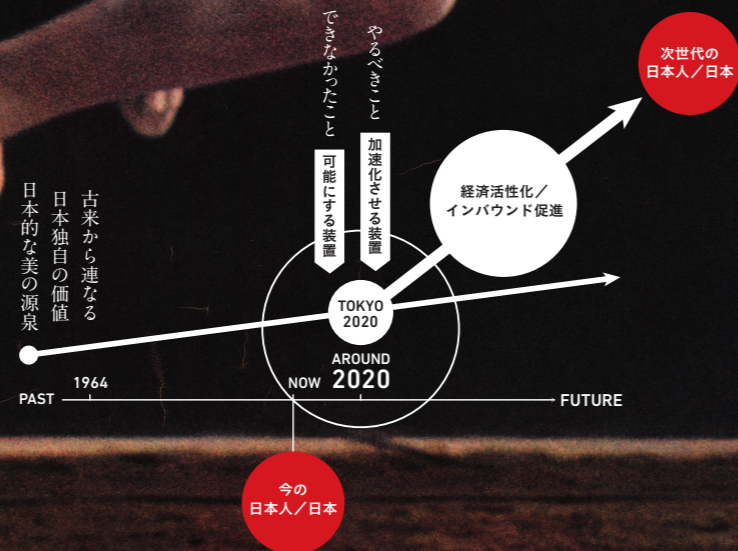 古来から連なる
日本独自の価値
日本的な美の源泉
できなかったこと
可能にする装置
やるべきこと
加速化させる装置
次世代の
日本人／日本
経済活性化／
インバウンド促進
TOKYO
2020
AROUND
2020
1964
NOW
PAST
FUTURE
今の
日本人／日本